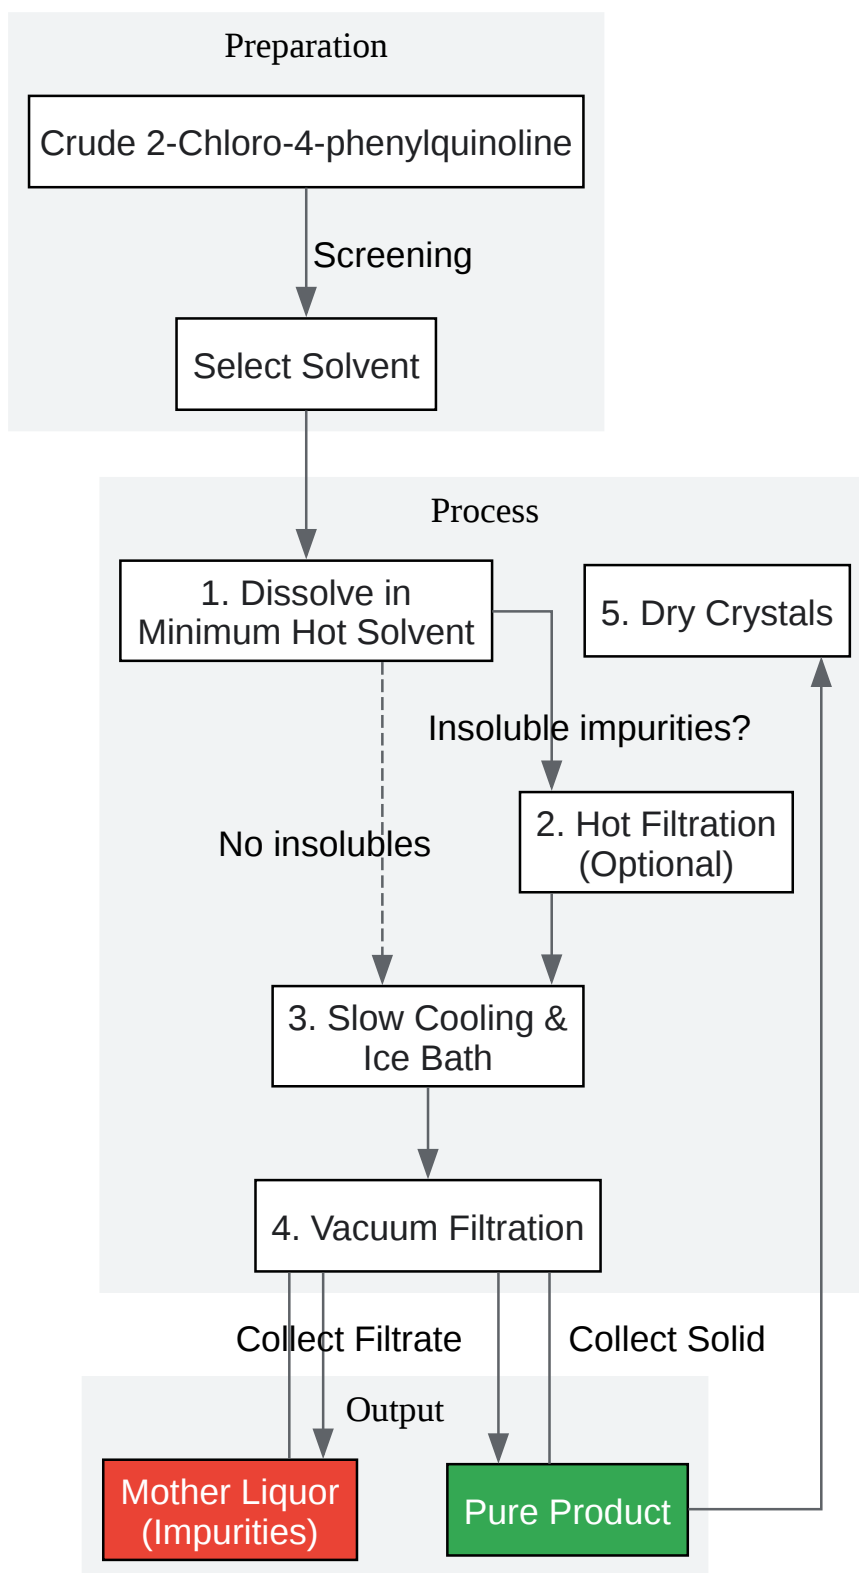 Preparation
Crude 2-Chloro-4-phenylquinoline
Screening
Select Solvent
Process
1. Dissolve in
Minimum Hot Solvent
5. Dry Crystals
Insoluble impurities?
2. Hot Filtration
(Optional)
No insolubles
3. Slow Cooling &
Ice Bath
4. Vacuum Filtration
Collect Filtrate
Collect Solid
Output
Mother Liquor
(Impurities)
Pure Product